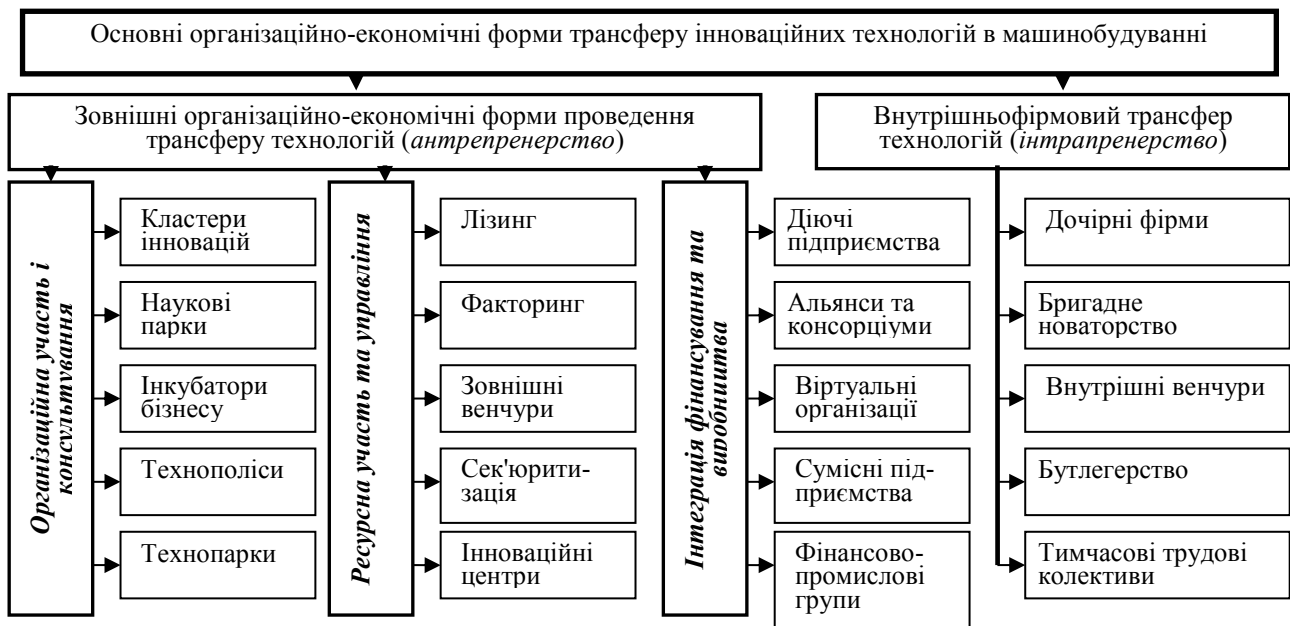 Основні організаційно-економічні форми трансферу інноваційних технологій в машинобудуванні
Зовнішні організаційно-економічні форми проведення
трансферу технологій (антрепренерство)
Внутрішньофірмовий трансфер
технологій (інтрапренерство)
Організаційна участь і
консультування
Кластери
інновацій
Наукові
парки
Інкубатори
бізнесу
Технополіси
Технопарки
Ресурсна участь та управління
Лізинг
Факторинг
Зовнішні
венчури
Сек'юрити-
зація
Інноваційні
центри
Інтеграція фінансування та
виробництва
Діючі
підприємства
Альянси та
консорціуми
Віртуальні
організації
Сумісні під-
приємства
Фінансово-
промислові
групи
Дочірні фірми
Бригадне
новаторство
Внутрішні венчури
Бутлегерство
Тимчасові трудові
колективи